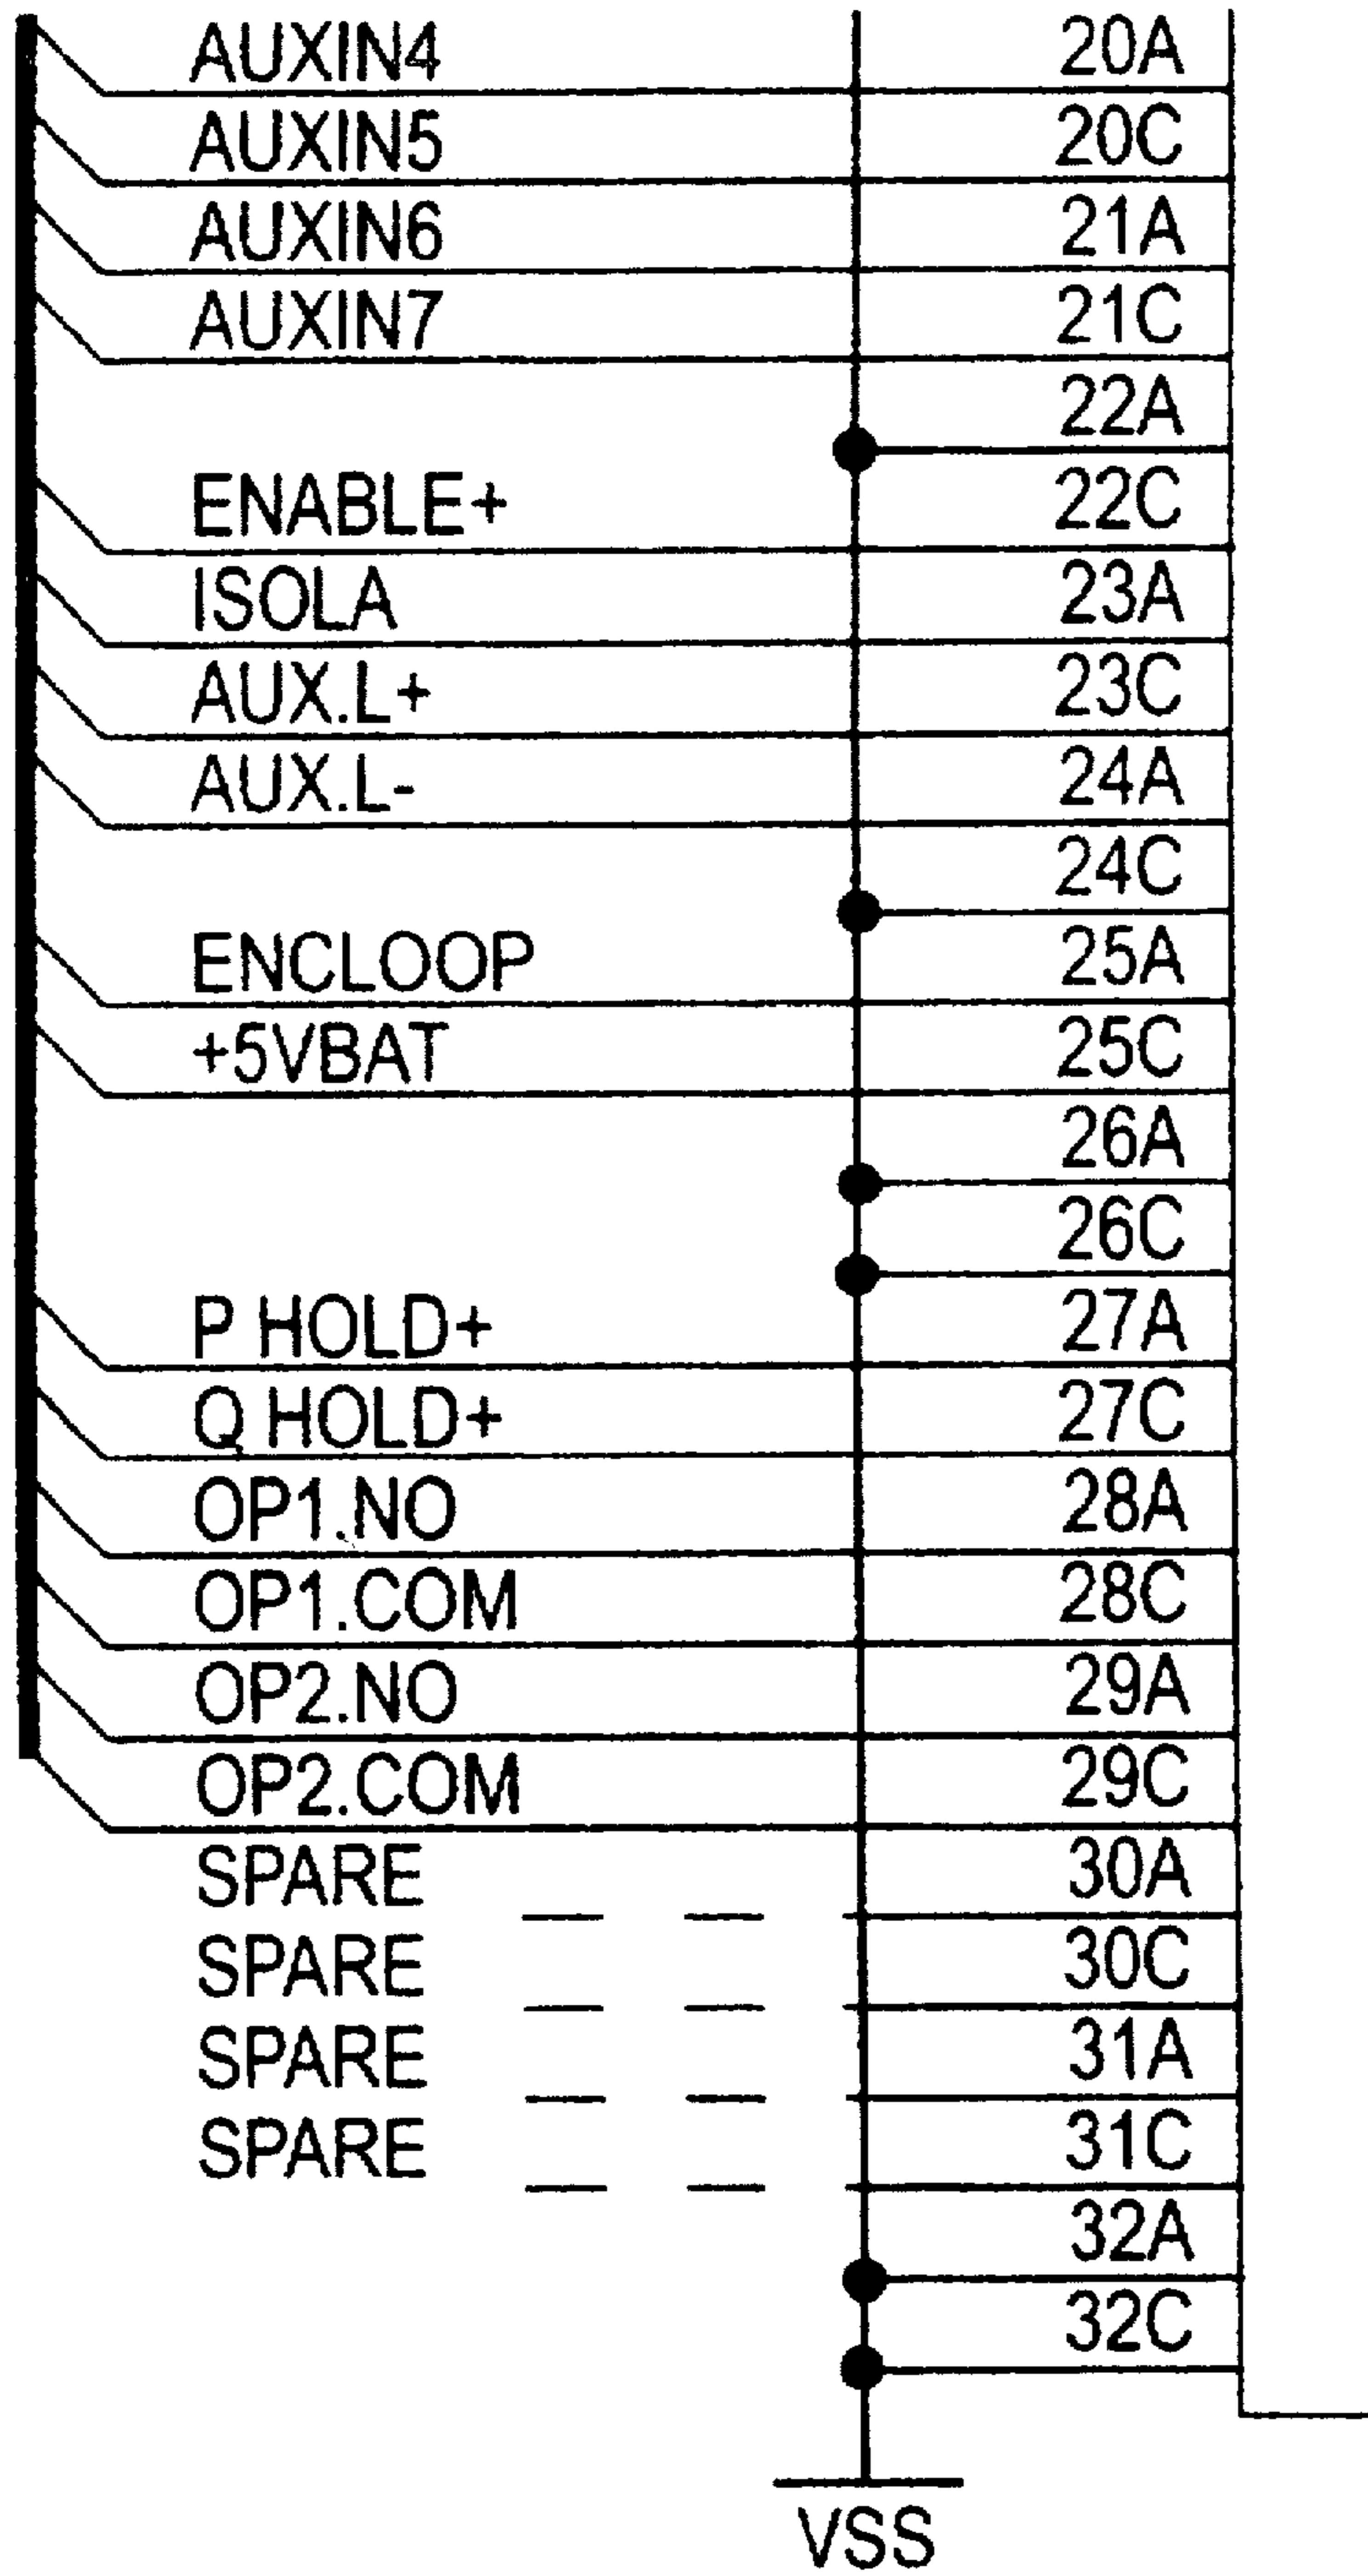 AUXIN4 20A
AUXIN5 20C
AUXIN6 21A
AUXIN7 21C
22A
ENABLE+ 22C
ISOLA 23A
AUX.L+ 23C
AUX.L- 24A
24C
ENCLOOP 25A
+5VBAT 25C
26A
26C
P HOLD+ 27A
Q HOLD+ 27C
OP1.NO 28A
OP1.COM 28C
OP2.NO 29A
OP2.COM 29C
SPARE 30A
SPARE 30C
SPARE 31A
SPARE 31C
32A
32C
VSS